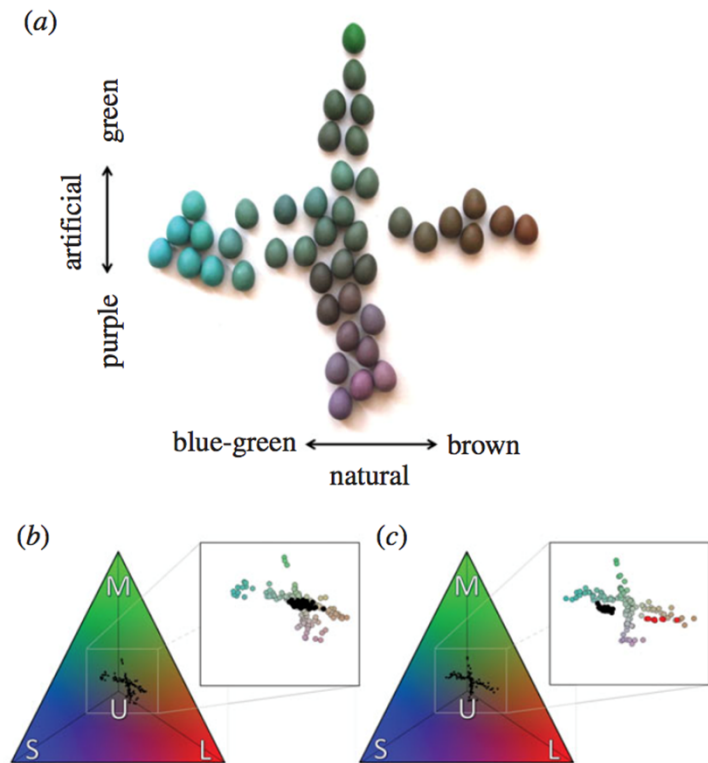 (a)
green
artificial
purple
blue-green
brown
natural
(b)
M
U
S
L
(c)
M
U
S
L